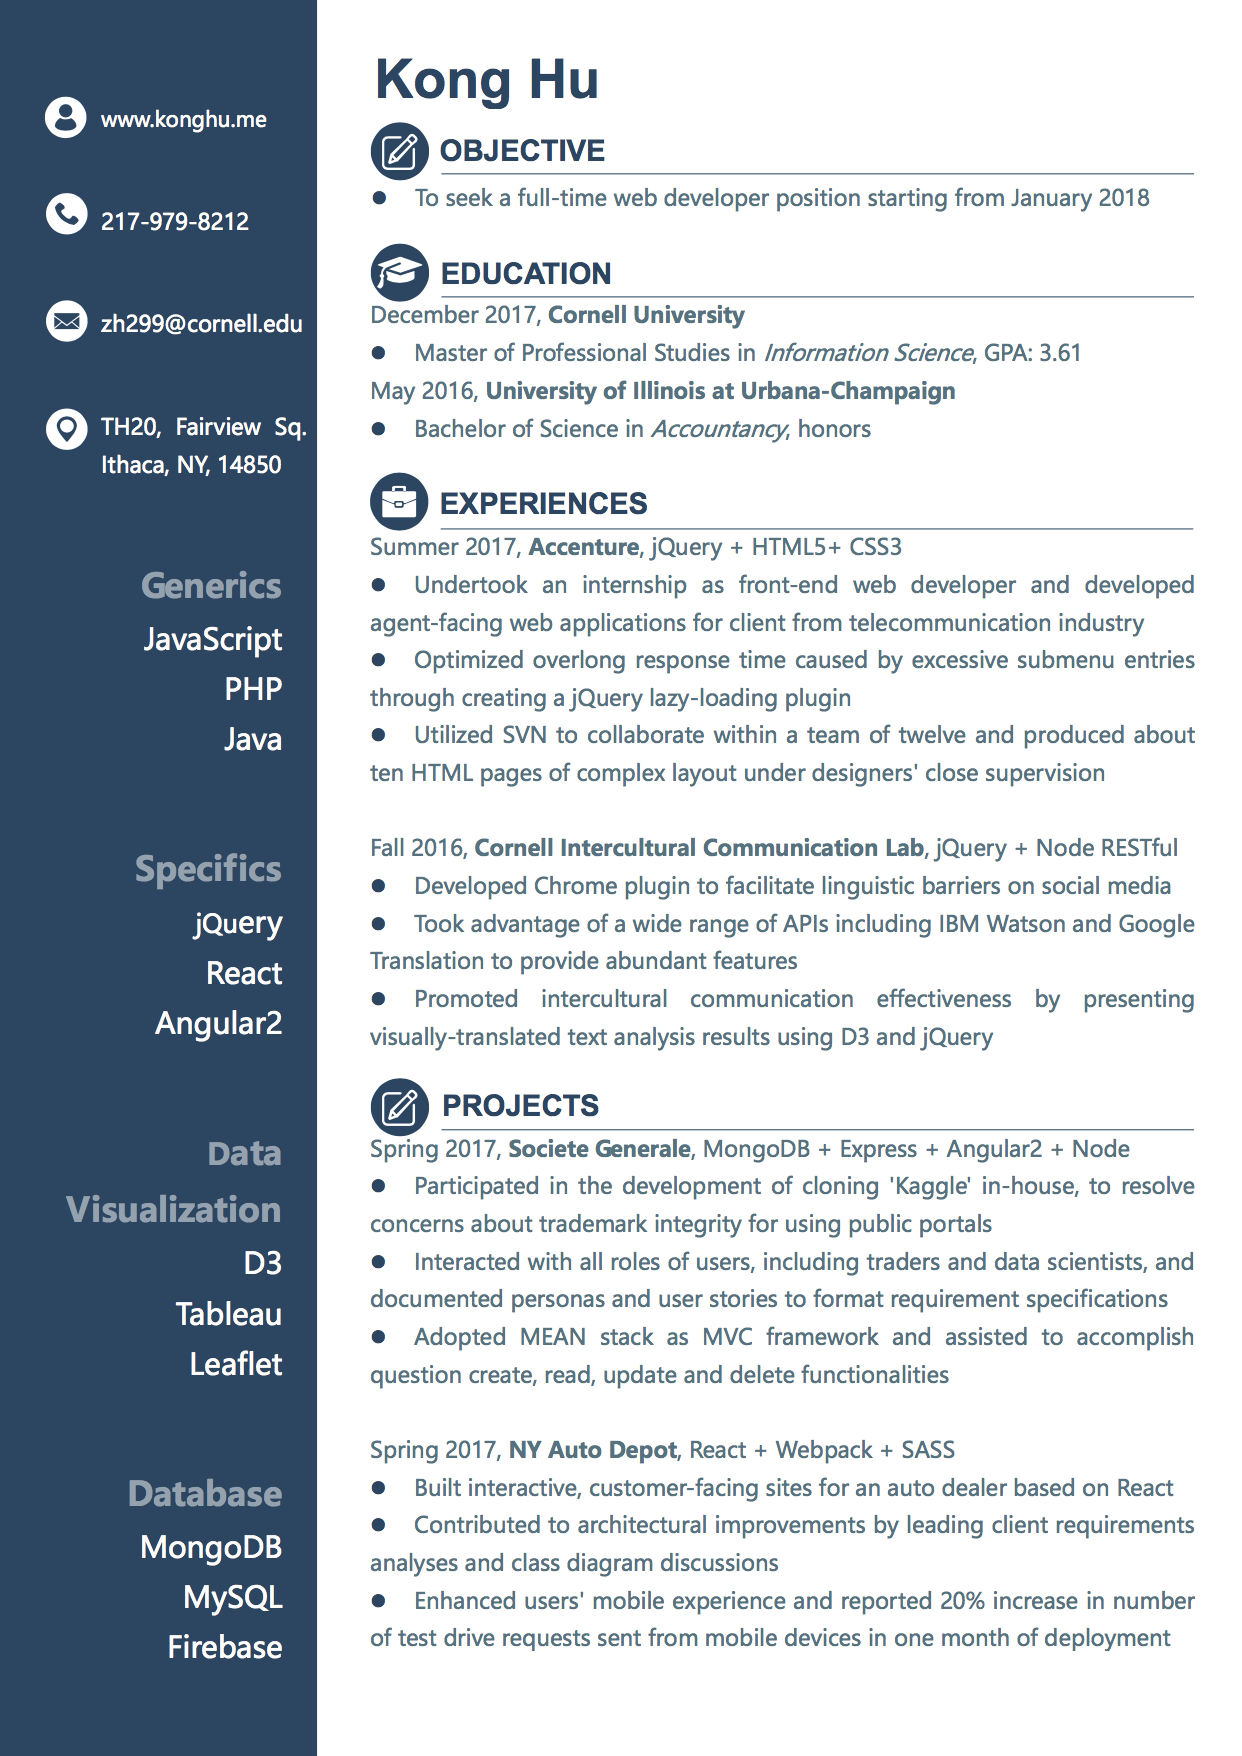 www.konghu.me
217-979-8212
zh299@cornell.edu
TH20, Fairview Sq.
Ithaca, NY, 14850
Generics
JavaScript
PHP
Java
Specifics
jQuery
React
Angular2
Data
Visualization
D3
Tableau
Leaflet
Database
MongoDB
MySQL
Firebase
Kong Hu
OBJECTIVE
● To seek a full-time web developer position starting from January 2018
EDUCATION
December 2017, Cornell University
● Master of Professional Studies in Information Science, GPA: 3.61
May 2016, University of Illinois at Urbana-Champaign
● Bachelor of Science in Accountancy, honors
EXPERIENCES
Summer 2017, Accenture, jQuery + HTML5+ CSS3
● Undertook an internship as front-end web developer and developed
agent-facing web applications for client from telecommunication industry
● Optimized overlong response time caused by excessive submenu entries
through creating a jQuery lazy-loading plugin
● Utilized SVN to collaborate within a team of twelve and produced about
ten HTML pages of complex layout under designers' close supervision
Fall 2016, Cornell Intercultural Communication Lab, jQuery + Node RESTful
● Developed Chrome plugin to facilitate linguistic barriers on social media
● Took advantage of a wide range of APIs including IBM Watson and Google
Translation to provide abundant features
● Promoted intercultural communication effectiveness by presenting
visually-translated text analysis results using D3 and jQuery
PROJECTS
Spring 2017, Societe Generale, MongoDB + Express + Angular2 + Node
● Participated in the development of cloning 'Kaggle' in-house, to resolve
concerns about trademark integrity for using public portals
● Interacted with all roles of users, including traders and data scientists, and
documented personas and user stories to format requirement specifications
● Adopted MEAN stack as MVC framework and assisted to accomplish
question create, read, update and delete functionalities
Spring 2017, NY Auto Depot, React + Webpack + SASS
● Built interactive, customer-facing sites for an auto dealer based on React
● Contributed to architectural improvements by leading client requirements
analyses and class diagram discussions
● Enhanced users' mobile experience and reported 20% increase in number
of test drive requests sent from mobile devices in one month of deployment